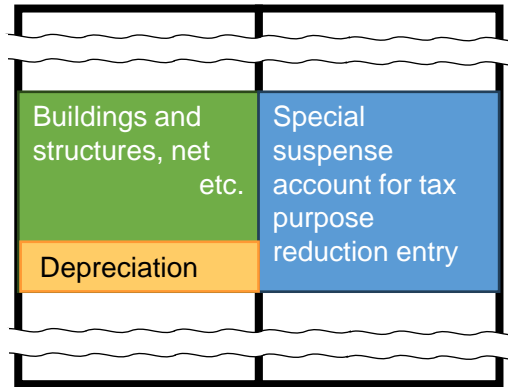 Buildings and
structures, net
etc.
Depreciation
Special
suspense
account for tax
purpose
reduction entry